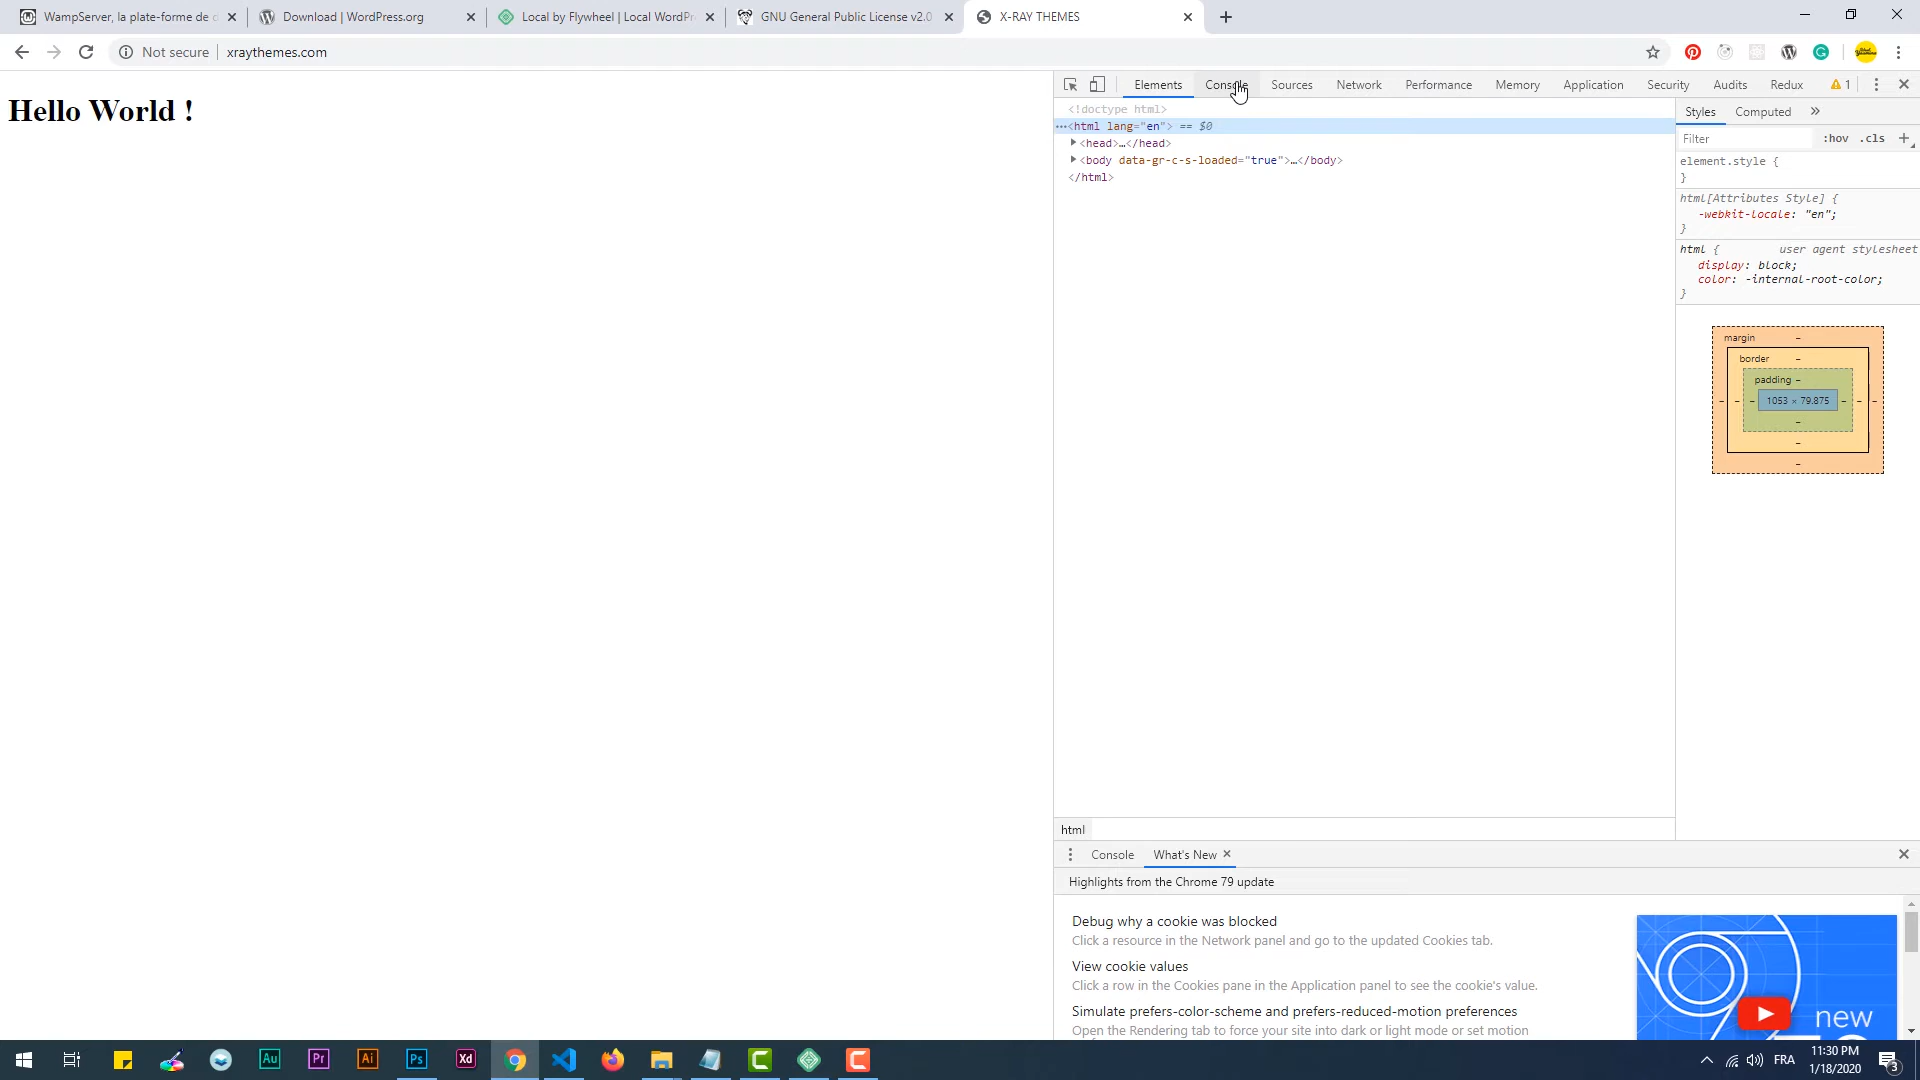 WampServer, la plate-forme de d
Download | WordPress.org
Local by Flywheel | Local WordPr
GNU General Public License v2.0
X-RAY THEMES
Not secure
xraythemes.com
Hello World !
Elements Console Sources Network Performance Memory Application Security Audits Redux 1
<!doctype html>
<html lang="en"> == $0
<head>…</head>
<body data-gr-c-s-loaded="true">…</body>
</html>
html
Styles Computed »
Filter :hov .cls +
element.style {
}
html[Attributes Style] {
-webkit-locale: "en";
}
html { user agent stylesheet
display: block;
color: -internal-root-color;
}
margin –
border –
padding –
– – – 1053 × 79.875 – – –
–
–
–
Console What's New
Highlights from the Chrome 79 update
Debug why a cookie was blocked
Click a resource in the Network panel and go to the updated Cookies tab.
View cookie values
Click a row in the Cookies pane in the Application panel to see the cookie's value.
Simulate prefers-color-scheme and prefers-reduced-motion preferences
Open the Rendering tab to force your site into dark or light mode or set motion
new
Au Pr Ai Ps Xd
FRA
11:30 PM
1/18/2020
3